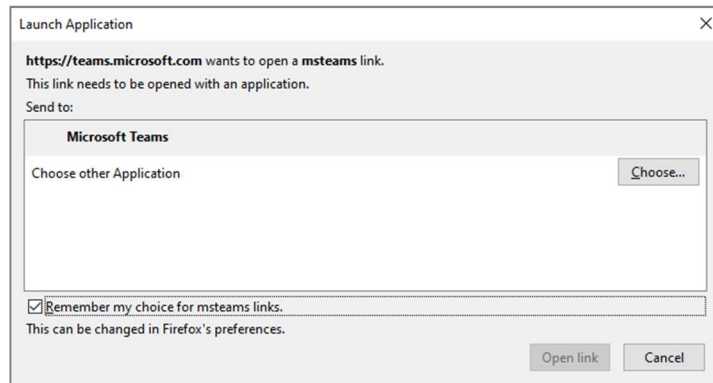 Launch Application
https://teams.microsoft.com wants to open a msteams link.
This link needs to be opened with an application.
Send to:
Microsoft Teams
Choose other Application
Choose...
Remember my choice for msteams links.
This can be changed in Firefox's preferences.
Open link
Cancel